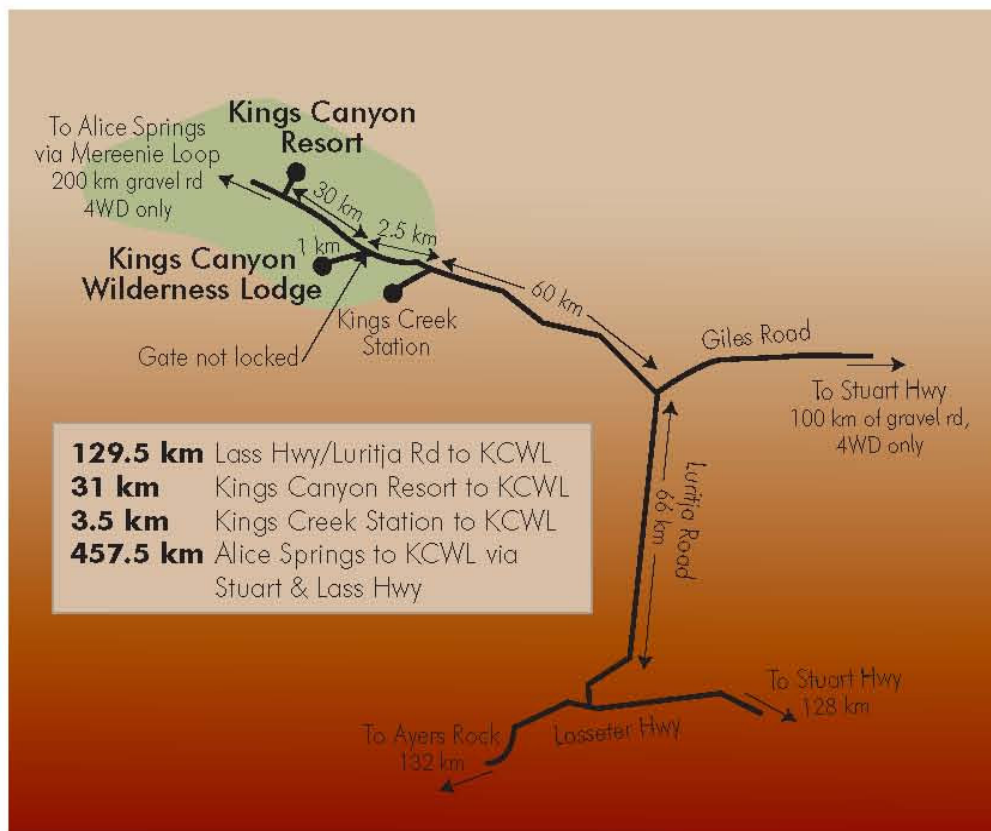 Kings Canyon
Resort
To Alice Springs
via Mereenie Loop
200 km gravel rd
4WD only
30 km
2.5 km
1 km
Kings Canyon
Wilderness Lodge
60 km
Kings Creek
Station
Gate not locked
Giles Road
To Stuart Hwy
100 km of gravel rd,
4WD only
129.5 km Lass Hwy/Luritja Rd to KCWL
31 km Kings Canyon Resort to KCWL
3.5 km Kings Creek Station to KCWL
457.5 km Alice Springs to KCWL via
Stuart & Lass Hwy
Luritja Road
66 km
To Stuart Hwy
128 km
To Ayers Rock
132 km
Lasseter Hwy